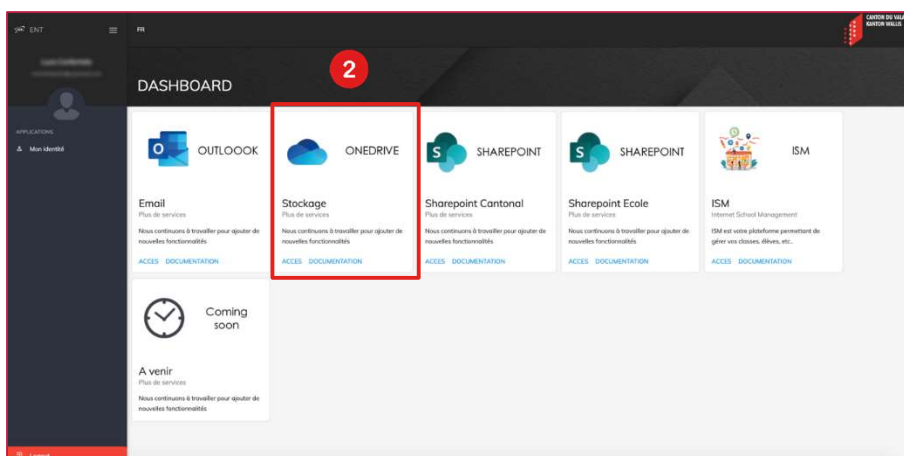 ENT
FR
CANTON DU VALAIS
KANTON WALLIS
2
DASHBOARD
APPLICATIONS
Mon identité
OUTLOOOK
Email
Plus de services
Nous continuons à travailler pour ajouter de
nouvelles fonctionnalités
ACCES DOCUMENTATION
ONEDRIVE
Stockage
Plus de services
Nous continuons à travailler pour ajouter de
nouvelles fonctionnalités
ACCES DOCUMENTATION
S
SHAREPOINT
Sharepoint Cantonal
Plus de services
Nous continuons à travailler pour ajouter de
nouvelles fonctionnalités
ACCES DOCUMENTATION
S
SHAREPOINT
Sharepoint Ecole
Plus de services
Nous continuons à travailler pour ajouter de
nouvelles fonctionnalités
ACCES DOCUMENTATION
ISM
ISM
Internet School Management
ISM est votre plateforme permettant de
gérer vos classes, élèves, etc..
ACCES DOCUMENTATION
Coming
soon
A venir
Plus de services
Nous continuons à travailler pour ajouter de
nouvelles fonctionnalités
Logout